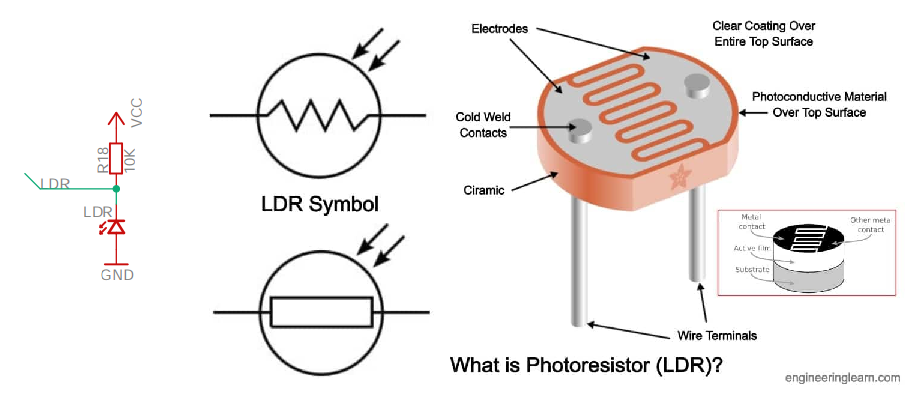 VCC
R18
10K
LDR
LDR
GND
LDR Symbol
Electrodes
Clear Coating Over
Entire Top Surface
Photoconductive Material
Over Top Surface
Cold Weld
Contacts
Ciramic
Metal
contact
Other meta
contact
Active film
Substrate
Wire Terminals
What is Photoresistor (LDR)?
engineeringlearn.com